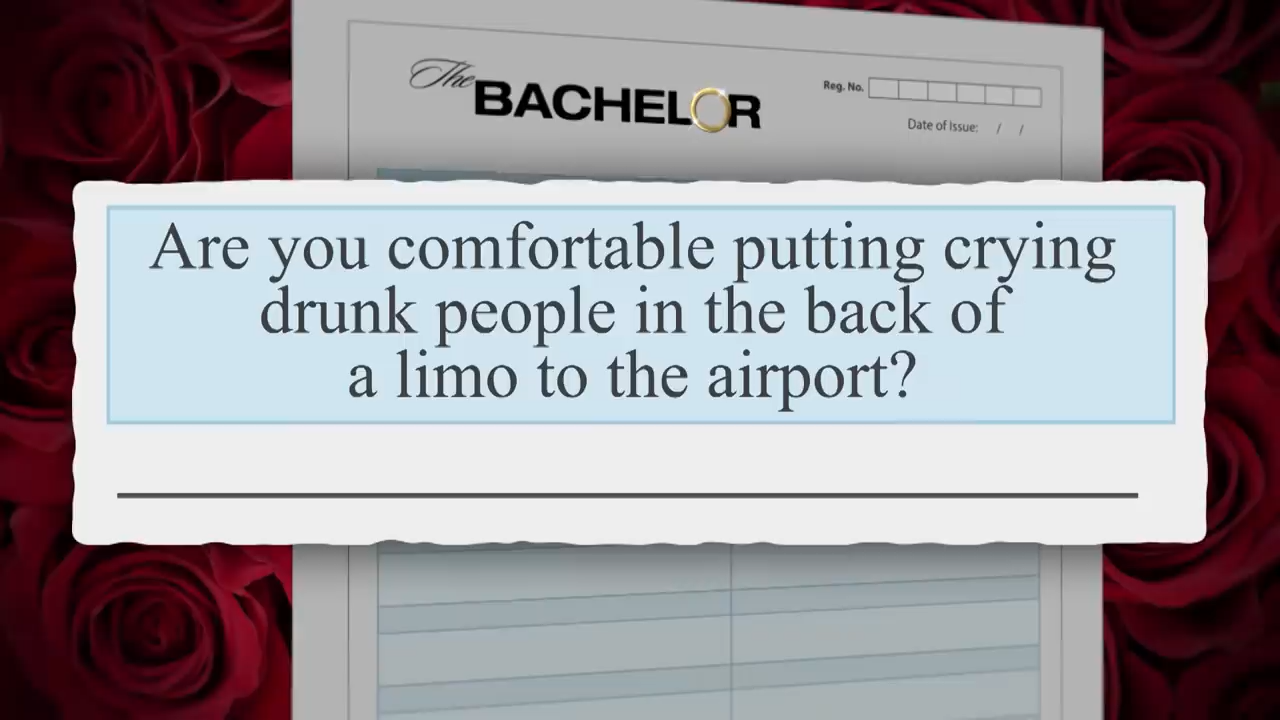 The
BACHELOR
Reg. No.
Date of Issue: / /
Are you comfortable putting crying
drunk people in the back of
a limo to the airport?